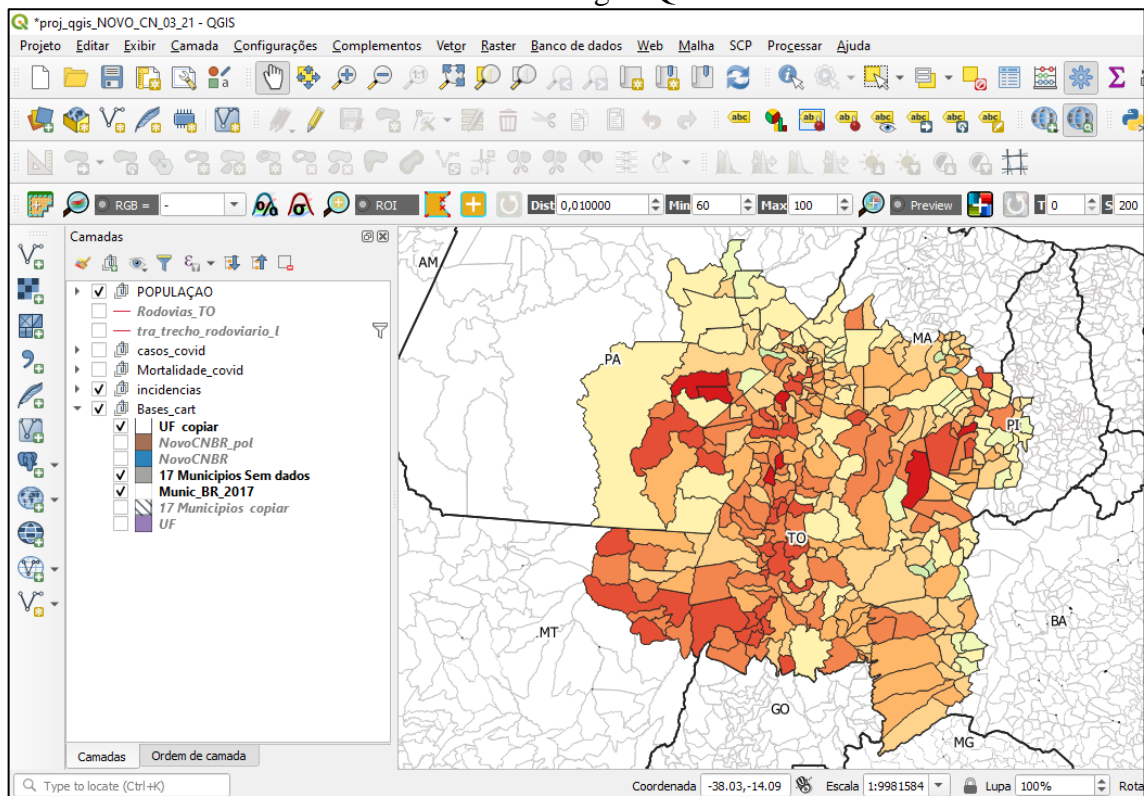 *proj_qgis_NOVO_CN_03_21 - QGIS
Projeto Editar Exibir Camada Configurações Complementos Vetor Raster Banco de dados Web Malha SCP Processar Ajuda
RGB = - ROI Dist 0,010000 Min 60 Max 100 Preview T 0 S 200
Camadas
POPULAÇAO
Rodovias_TO
tra_trecho_rodoviario_l
casos_covid
Mortalidade_covid
incidencias
Bases_cart
UF copiar
NovoCNBR_pol
NovoCNBR
17 Municipios Sem dados
Munic_BR_2017
17 Municipios copiar
UF
AM
PA
MA
PI
TO
MT
BA
GO
MG
Camadas Ordem de camada
Type to locate (Ctrl+K) Coordenada -38.03,-14.09 Escala 1:9981584 Lupa 100% Rota